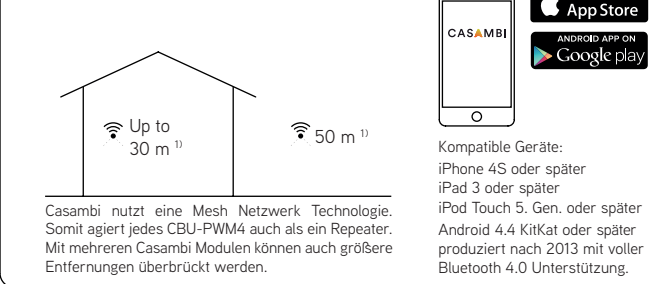 App Store
CASAMBI
ANDROID APP ON
Google play
Up to
30 m ¹⁾
50 m ¹⁾
Casambi nutzt eine Mesh Netzwerk Technologie.
Somit agiert jedes CBU-PWM4 auch als ein Repeater.
Mit mehreren Casambi Modulen können auch größere
Entfernungen überbrückt werden.
Kompatible Geräte:
iPhone 4S oder später
iPad 3 oder später
iPod Touch 5. Gen. oder später
Android 4.4 KitKat oder später
produziert nach 2013 mit voller
Bluetooth 4.0 Unterstützung.